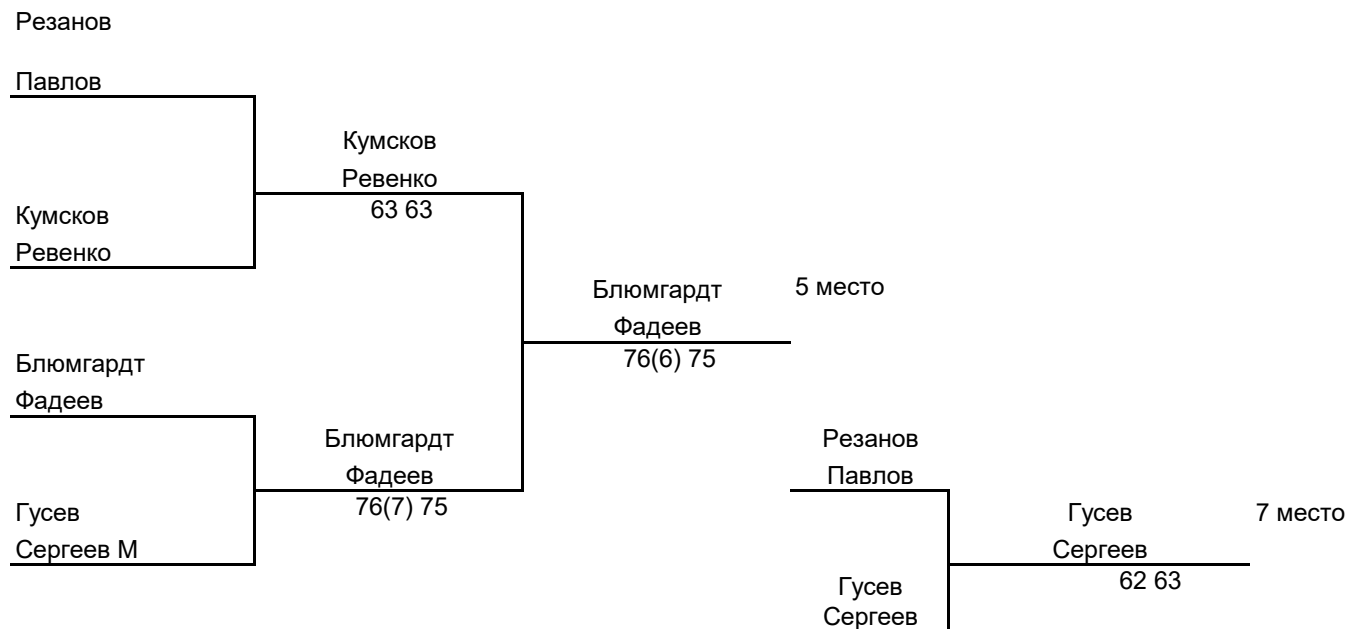 Резанов
Павлов
Кумсков
Ревенко
63 63
Кумсков
Ревенко
Блюмгардт
Фадеев
76(6) 75
5 место
Блюмгардт
Фадеев
Блюмгардт
Фадеев
76(7) 75
Гусев
Сергеев М
Резанов
Павлов
Гусев
Сергеев
62 63
7 место
Гусев
Сергеев